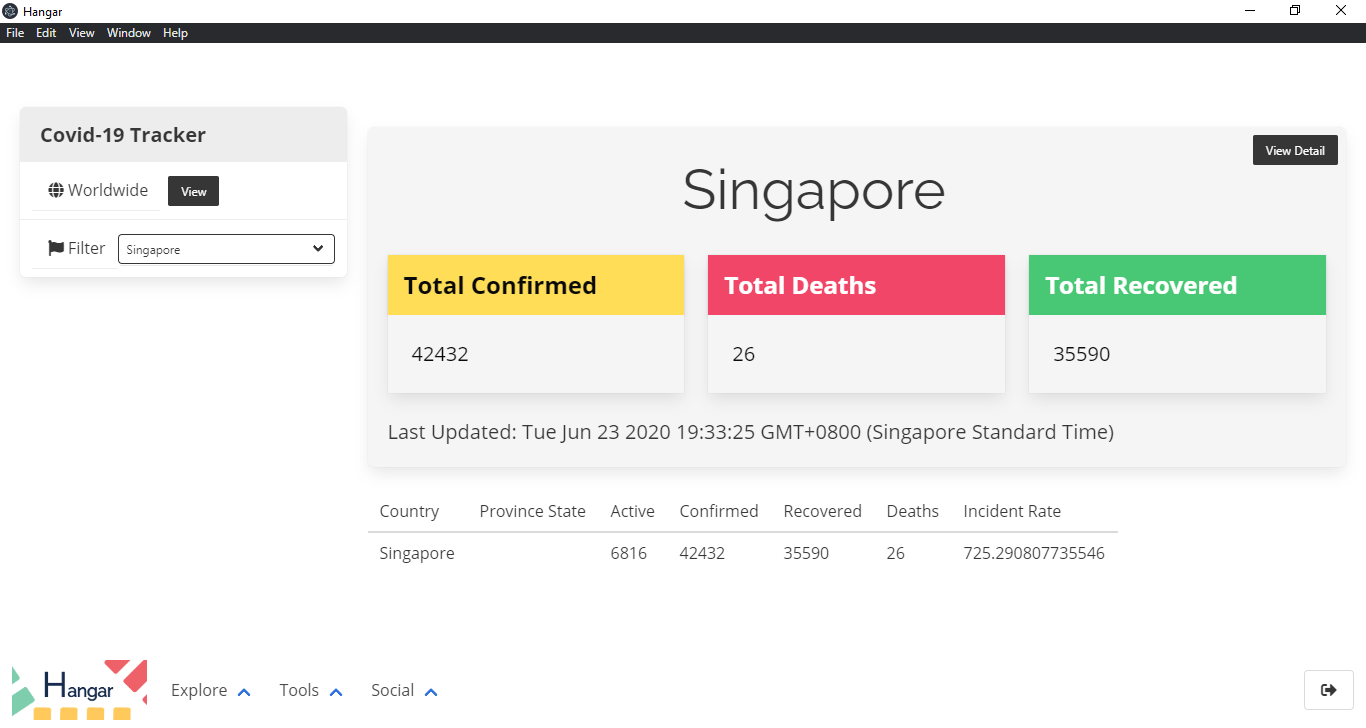 Hangar
File Edit View Window Help
Covid-19 Tracker
Worldwide View
Filter Singapore
View Detail
Singapore
Total Confirmed Total Deaths Total Recovered
42432 26 35590
Last Updated: Tue Jun 23 2020 19:33:25 GMT+0800 (Singapore Standard Time)
Country Province State Active Confirmed Recovered Deaths Incident Rate
Singapore 6816 42432 35590 26 725.290807735546
Hangar Explore Tools Social